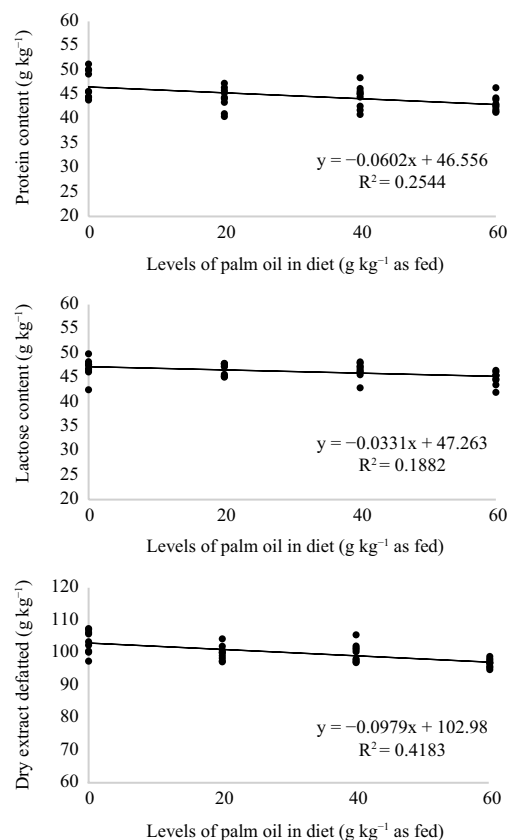 Protein content (g kg⁻¹)
60
55
50
45
40
35
30
25
20
y = −0.0602x + 46.556
R² = 0.2544
0 20 40 60
Levels of palm oil in diet (g kg⁻¹ as fed)
Lactose content (g kg⁻¹)
60
55
50
45
40
35
30
25
20
y = −0.0331x + 47.263
R² = 0.1882
0 20 40 60
Levels of palm oil in diet (g kg⁻¹ as fed)
Dry extract defatted (g kg⁻¹)
120
110
100
90
80
70
60
y = −0.0979x + 102.98
R² = 0.4183
0 20 40 60
Levels of palm oil in diet (g kg⁻¹ as fed)